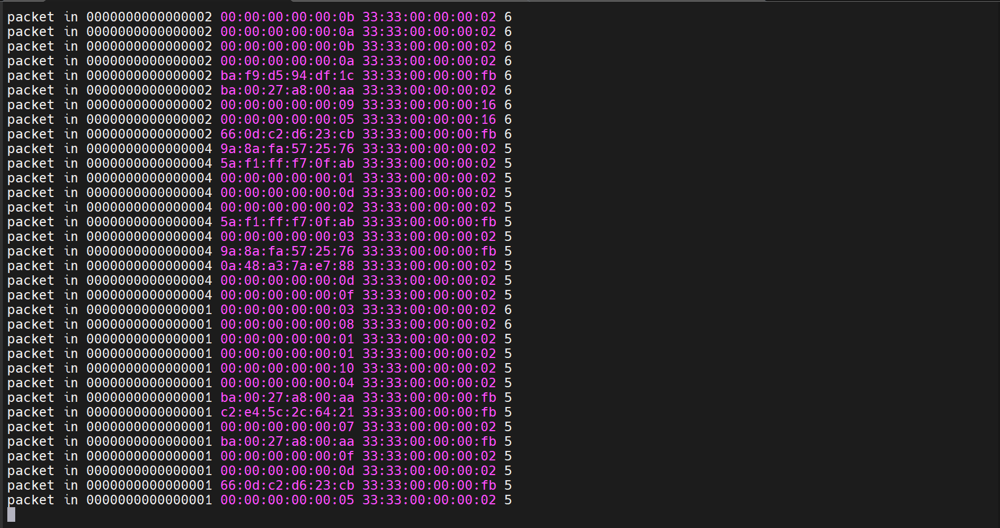 packet in 0000000000000002 00:00:00:00:00:0b 33:33:00:00:00:02 6
packet in 0000000000000002 00:00:00:00:00:0a 33:33:00:00:00:02 6
packet in 0000000000000002 00:00:00:00:00:0b 33:33:00:00:00:02 6
packet in 0000000000000002 00:00:00:00:00:0a 33:33:00:00:00:02 6
packet in 0000000000000002 ba:f9:d5:94:df:1c 33:33:00:00:00:fb 6
packet in 0000000000000002 ba:00:27:a8:00:aa 33:33:00:00:00:02 6
packet in 0000000000000002 00:00:00:00:00:09 33:33:00:00:00:16 6
packet in 0000000000000002 00:00:00:00:00:05 33:33:00:00:00:16 6
packet in 0000000000000002 66:0d:c2:d6:23:cb 33:33:00:00:00:fb 6
packet in 0000000000000004 9a:8a:fa:57:25:76 33:33:00:00:00:02 5
packet in 0000000000000004 5a:f1:ff:f7:0f:ab 33:33:00:00:00:02 5
packet in 0000000000000004 00:00:00:00:00:01 33:33:00:00:00:02 5
packet in 0000000000000004 00:00:00:00:00:0d 33:33:00:00:00:02 5
packet in 0000000000000004 00:00:00:00:00:02 33:33:00:00:00:02 5
packet in 0000000000000004 5a:f1:ff:f7:0f:ab 33:33:00:00:00:fb 5
packet in 0000000000000004 00:00:00:00:00:03 33:33:00:00:00:02 5
packet in 0000000000000004 9a:8a:fa:57:25:76 33:33:00:00:00:fb 5
packet in 0000000000000004 0a:48:a3:7a:e7:88 33:33:00:00:00:02 5
packet in 0000000000000004 00:00:00:00:00:0d 33:33:00:00:00:02 5
packet in 0000000000000004 00:00:00:00:00:0f 33:33:00:00:00:02 5
packet in 0000000000000001 00:00:00:00:00:03 33:33:00:00:00:02 6
packet in 0000000000000001 00:00:00:00:00:08 33:33:00:00:00:02 6
packet in 0000000000000001 00:00:00:00:00:01 33:33:00:00:00:02 5
packet in 0000000000000001 00:00:00:00:00:01 33:33:00:00:00:02 5
packet in 0000000000000001 00:00:00:00:00:10 33:33:00:00:00:02 5
packet in 0000000000000001 00:00:00:00:00:04 33:33:00:00:00:02 5
packet in 0000000000000001 ba:00:27:a8:00:aa 33:33:00:00:00:fb 5
packet in 0000000000000001 c2:e4:5c:2c:64:21 33:33:00:00:00:fb 5
packet in 0000000000000001 00:00:00:00:00:07 33:33:00:00:00:02 5
packet in 0000000000000001 ba:00:27:a8:00:aa 33:33:00:00:00:fb 5
packet in 0000000000000001 00:00:00:00:00:0f 33:33:00:00:00:02 5
packet in 0000000000000001 00:00:00:00:00:0d 33:33:00:00:00:02 5
packet in 0000000000000001 66:0d:c2:d6:23:cb 33:33:00:00:00:fb 5
packet in 0000000000000001 00:00:00:00:00:05 33:33:00:00:00:02 5